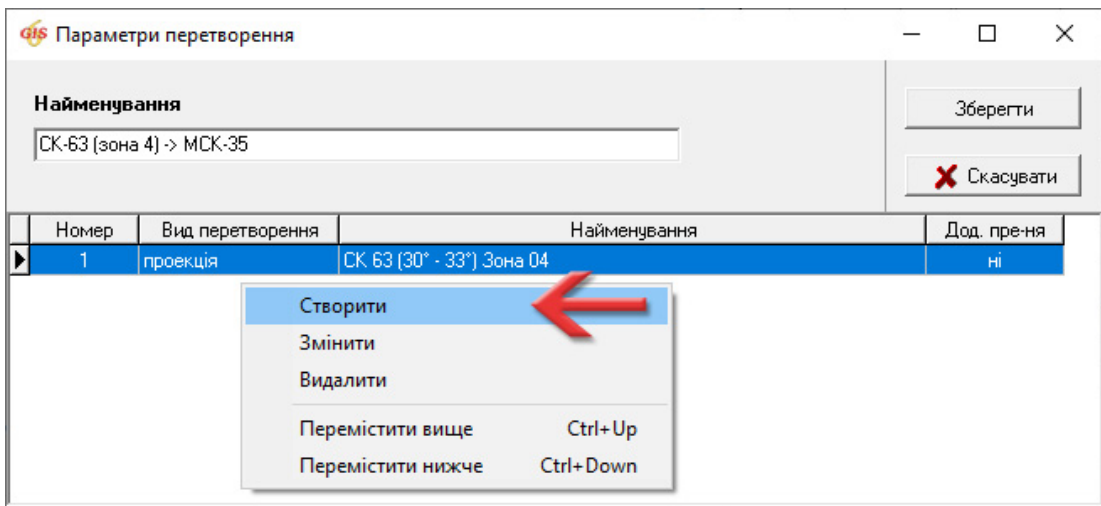 GIS 6 Параметри перетворення
Найменування
Зберегти
СК-63 (зона 4) -> МСК-35
Скасувати
Номер Вид перетворення Найменування Дод. пре-ня
1 проекція СК 63 (30° - 33°) Зона 04 ні
Створити
Змінити
Видалити
Перемістити вище Ctrl+Up
Перемістити нижче Ctrl+Down